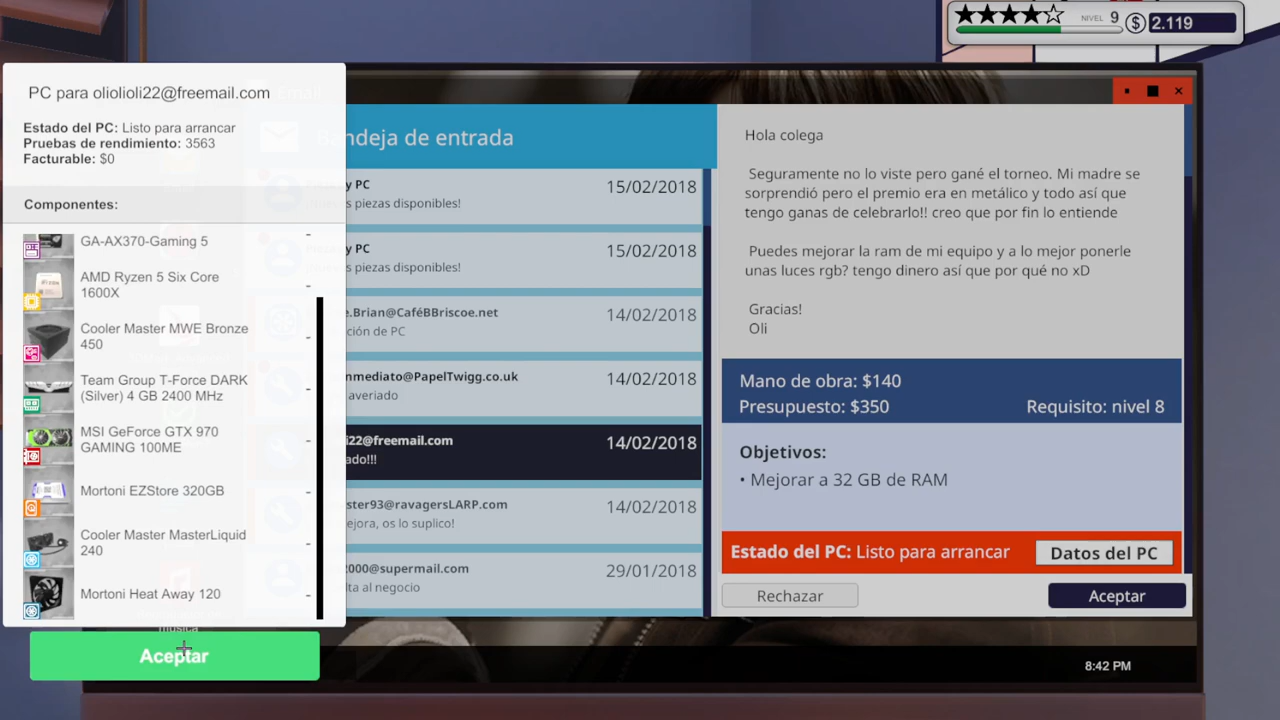 NIVEL 9
$ 2.119
PC para oliolioli22@freemail.com
Estado del PC: Listo para arrancar
Pruebas de rendimiento: 3563
Facturable: $0
Componentes:
GA-AX370-Gaming 5 -
AMD Ryzen 5 Six Core
1600X -
Cooler Master MWE Bronze
450 -
Team Group T-Force DARK
(Silver) 4 GB 2400 MHz -
MSI GeForce GTX 970
GAMING 100ME -
Mortoni EZStore 320GB -
Cooler Master MasterLiquid
240 -
Mortoni Heat Away 120 -
Aceptar
Bandeja de entrada
y PC 15/02/2018
piezas disponibles!
y PC 15/02/2018
piezas disponibles!
e.Brian@CaféBBriscoe.net 14/02/2018
ción de PC
nmediato@PapelTwigg.co.uk 14/02/2018
averiado
i22@freemail.com 14/02/2018
ado!!!
ster93@ravagersLARP.com 14/02/2018
ejora, os lo suplico!
000@supermail.com 29/01/2018
lta al negocio
Hola colega
Seguramente no lo viste pero gané el torneo. Mi madre se
sorprendió pero el premio era en metálico y todo así que
tengo ganas de celebrarlo!! creo que por fin lo entiende
Puedes mejorar la ram de mi equipo y a lo mejor ponerle
unas luces rgb? tengo dinero así que por qué no xD
Gracias!
Oli
Mano de obra: $140
Presupuesto: $350 Requisito: nivel 8
Objetivos:
• Mejorar a 32 GB de RAM
Estado del PC: Listo para arrancar Datos del PC
Rechazar Aceptar
música
8:42 PM